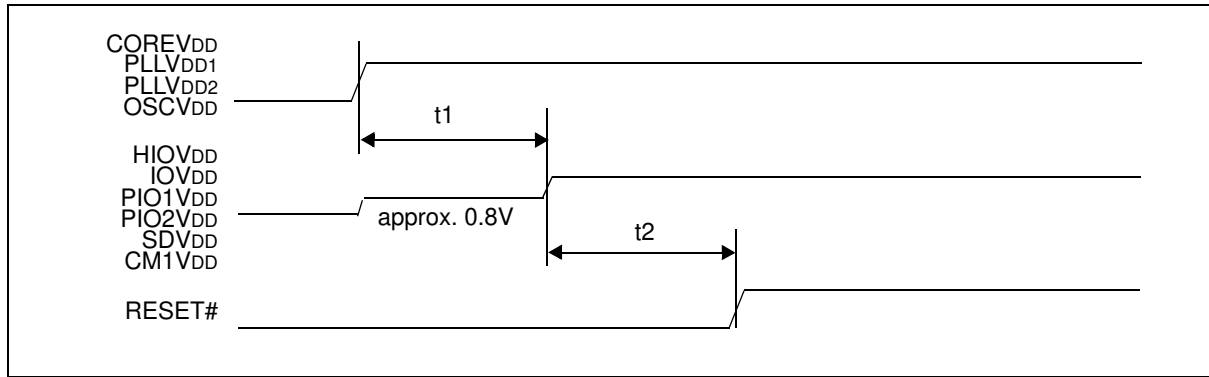 COREVDD
PLLVDD1
PLLVDD2
OSCVDD
t1
HIOVDD
IOVDD
PIO1VDD
PIO2VDD
SDVDD
CM1VDD
approx. 0.8V
t2
RESET#